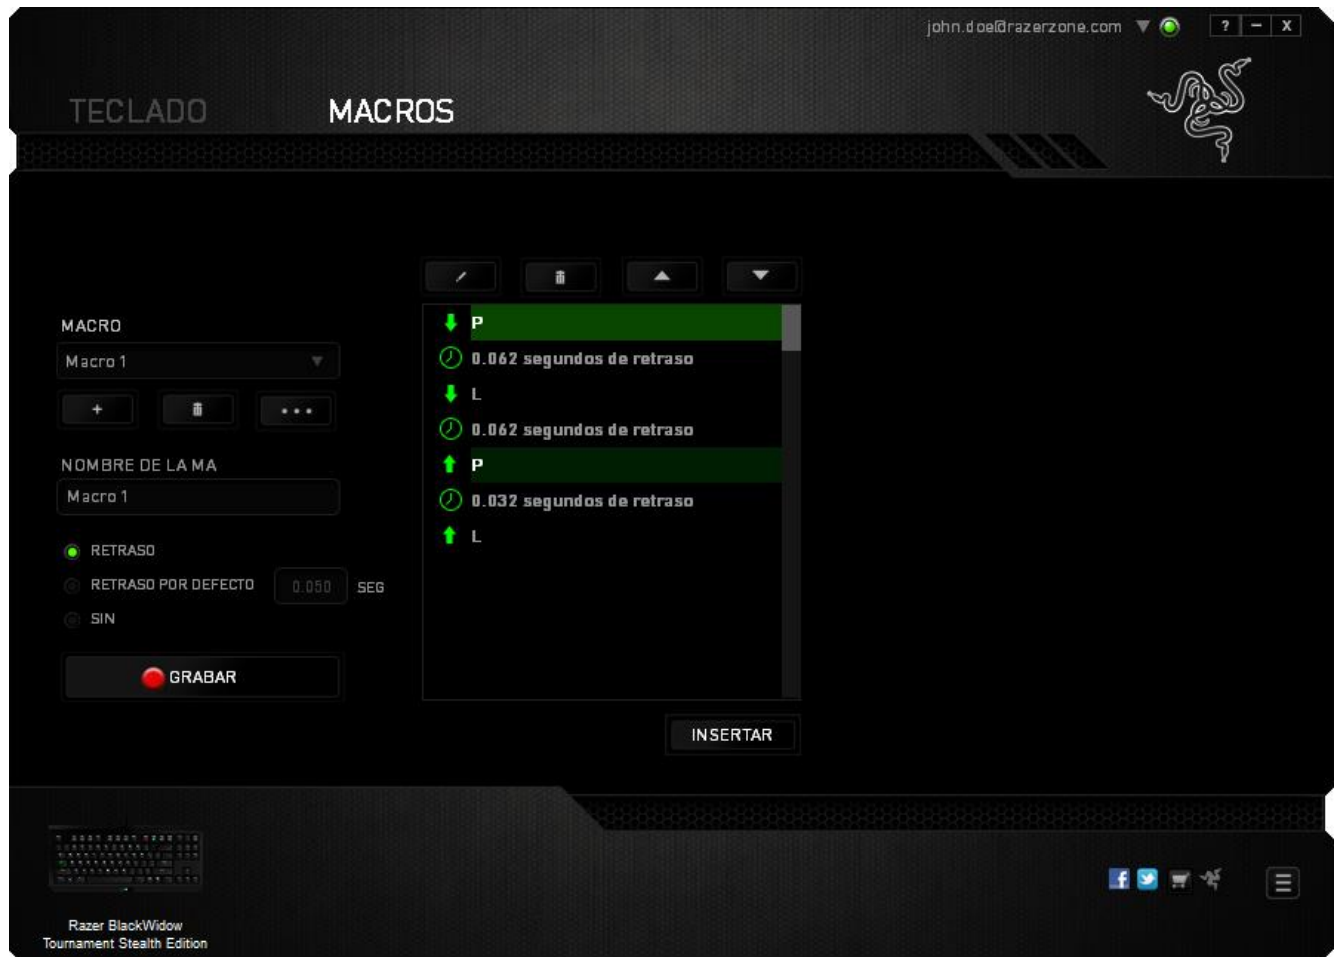 john.doe@razerzone.com
? – X
TECLADO
MACROS
MACRO
Macro 1
+
NOMBRE DE LA MA
Macro 1
RETRASO
RETRASO POR DEFECTO 0.050 SEG
SIN
GRABAR
P
0.062 segundos de retraso
L
0.062 segundos de retraso
P
0.032 segundos de retraso
L
INSERTAR
Razer BlackWidow
Tournament Stealth Edition